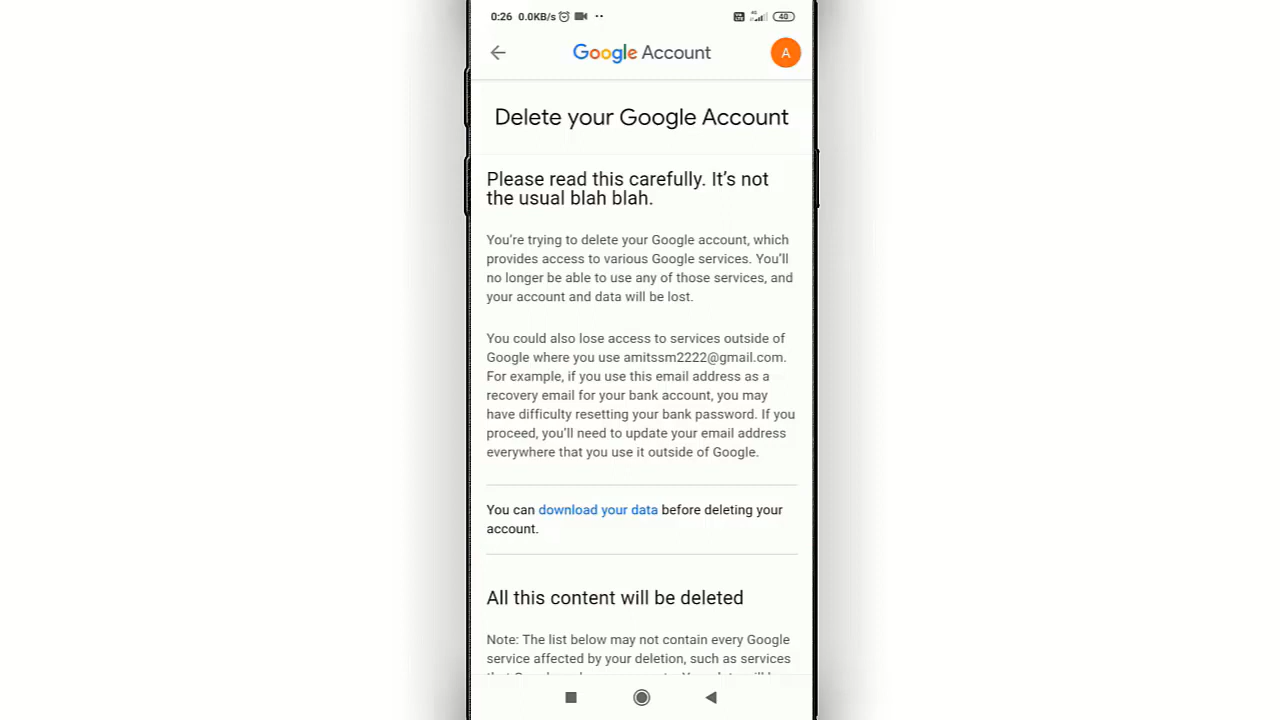 0:26 0.0KB/s
4G 40
Google Account A
Delete your Google Account
Please read this carefully. It's not
the usual blah blah.
You're trying to delete your Google account, which
provides access to various Google services. You'll
no longer be able to use any of those services, and
your account and data will be lost.
You could also lose access to services outside of
Google where you use amitssm2222@gmail.com.
For example, if you use this email address as a
recovery email for your bank account, you may
have difficulty resetting your bank password. If you
proceed, you'll need to update your email address
everywhere that you use it outside of Google.
You can download your data before deleting your
account.
All this content will be deleted
Note: The list below may not contain every Google
service affected by your deletion, such as services